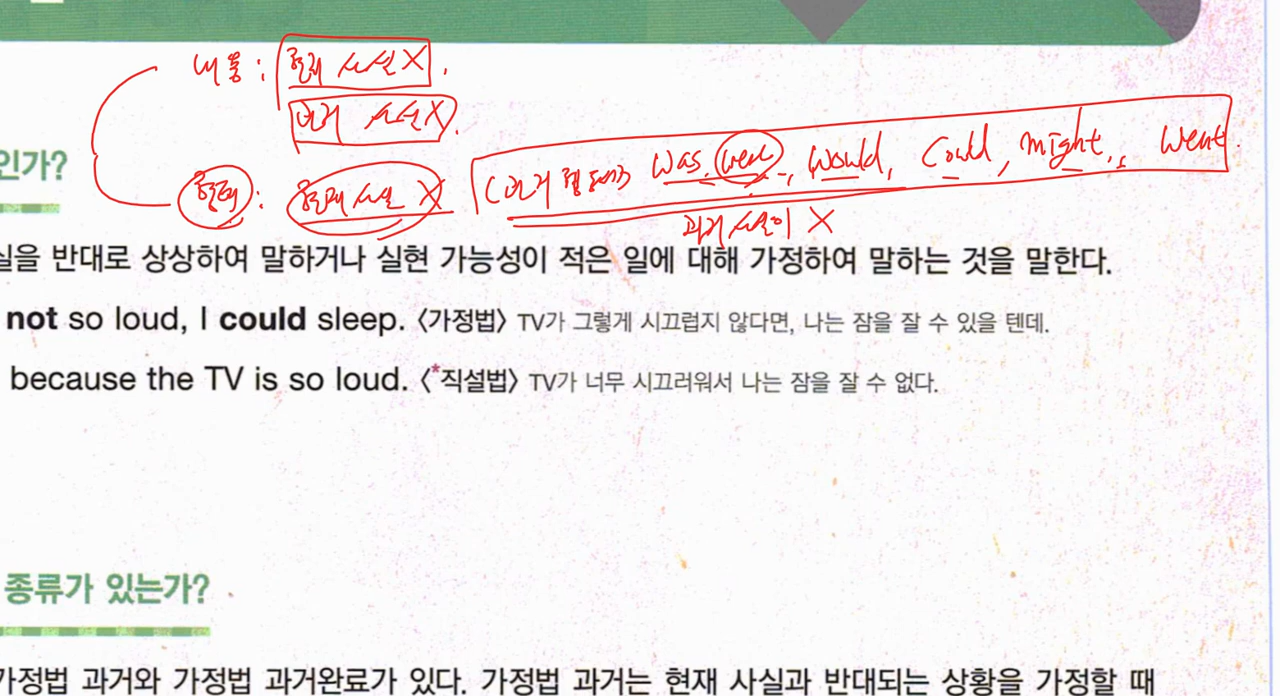 내용 : 현재 사실 X.
과거 사실 X.
인가?
형태 : 현재 사실 X (과거 형태 was, were, would, could, might, went.
과거 사실이 X
실을 반대로 상상하여 말하거나 실현 가능성이 적은 일에 대해 가정하여 말하는 것을 말한다.
not so loud, I could sleep. 〈가정법〉 TV가 그렇게 시끄럽지 않다면, 나는 잠을 잘 수 있을 텐데.
because the TV is so loud. 〈*직설법〉 TV가 너무 시끄러워서 나는 잠을 잘 수 없다.
종류가 있는가?
가정법 과거와 가정법 과거완료가 있다. 가정법 과거는 현재 사실과 반대되는 상황을 가정할 때